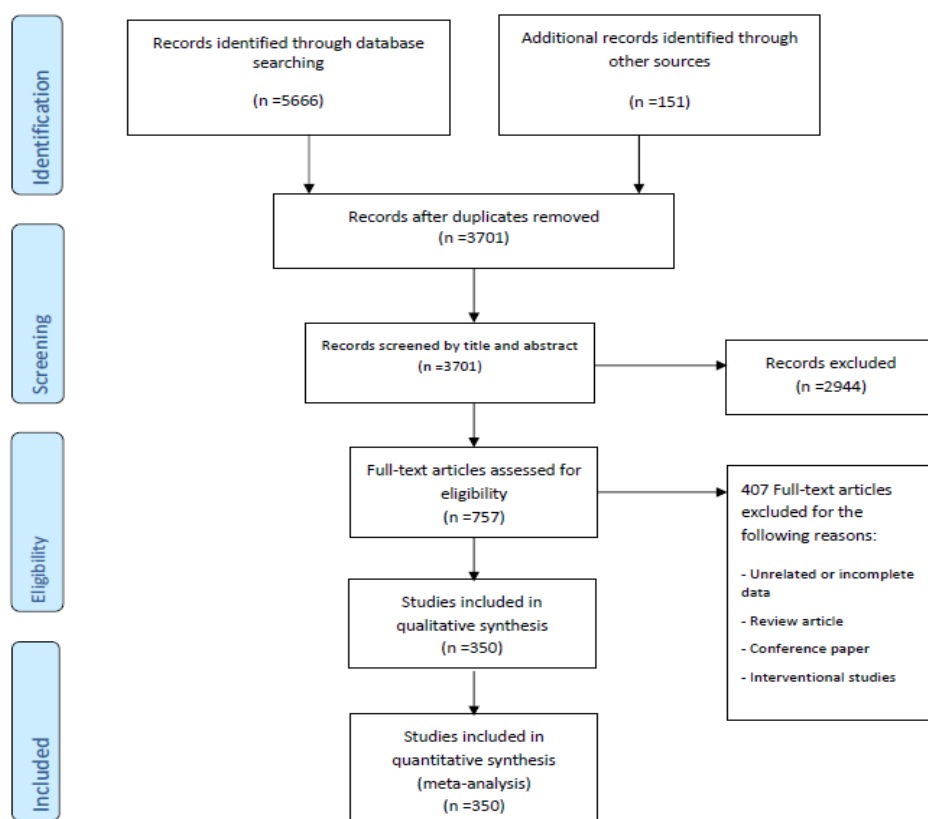 Identification
Records identified through database
searching
(n =5666)
Additional records identified through
other sources
(n =151)
Records after duplicates removed
(n =3701)
Screening
Records screened by title and abstract
(n =3701)
Records excluded
(n =2944)
Eligibility
Full-text articles assessed for
eligibility
(n =757)
407 Full-text articles
excluded for the
following reasons:
- Unrelated or incomplete
data
- Review article
- Conference paper
- Interventional studies
Studies included in
qualitative synthesis
(n =350)
Included
Studies included in
quantitative synthesis
(meta-analysis)
(n =350)